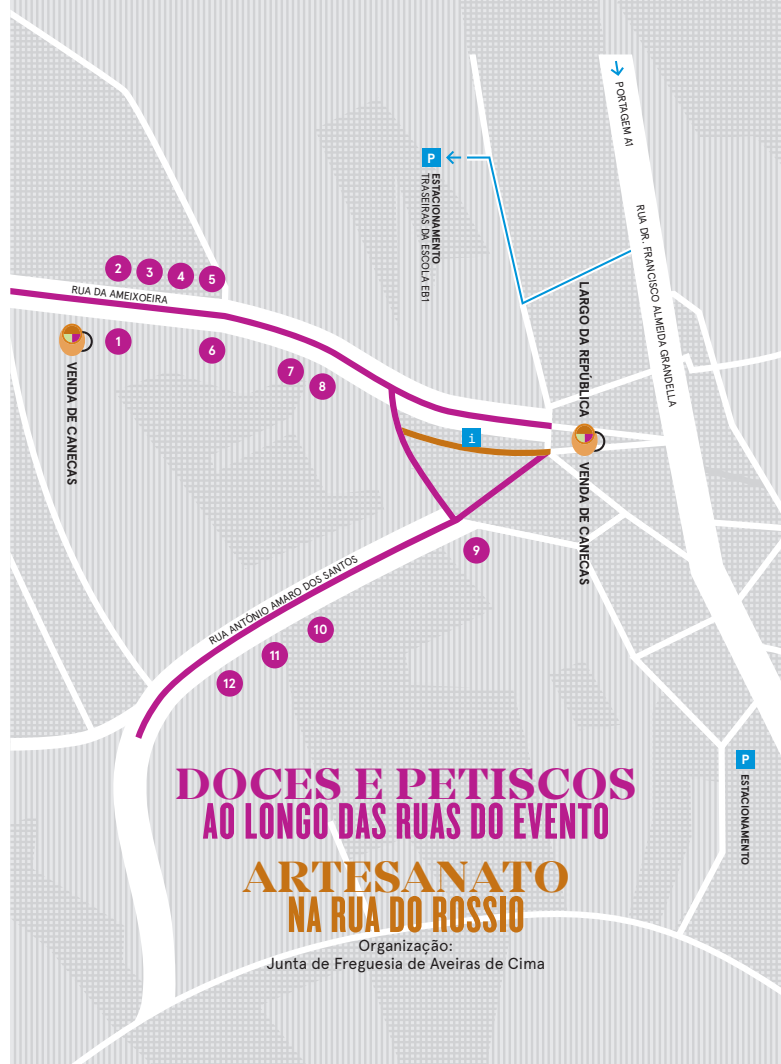 PORTAGEM A1
RUA DR. FRANCISCO ALMEIDA GRANDELLA
P
ESTACIONAMENTO
TRASEIRAS DA ESCOLA EB1
2
3
4
5
RUA DA AMEIXOEIRA
1
6
7
8
VENDA DE CANECAS
LARGO DA REPÚBLICA
i
VENDA DE CANECAS
9
RUA ANTÓNIO AMARO DOS SANTOS
10
11
12
P
ESTACIONAMENTO
DOCES E PETISCOS
AO LONGO DAS RUAS DO EVENTO
ARTESANATO
NA RUA DO ROSSIO
Organização:
Junta de Freguesia de Aveiras de Cima